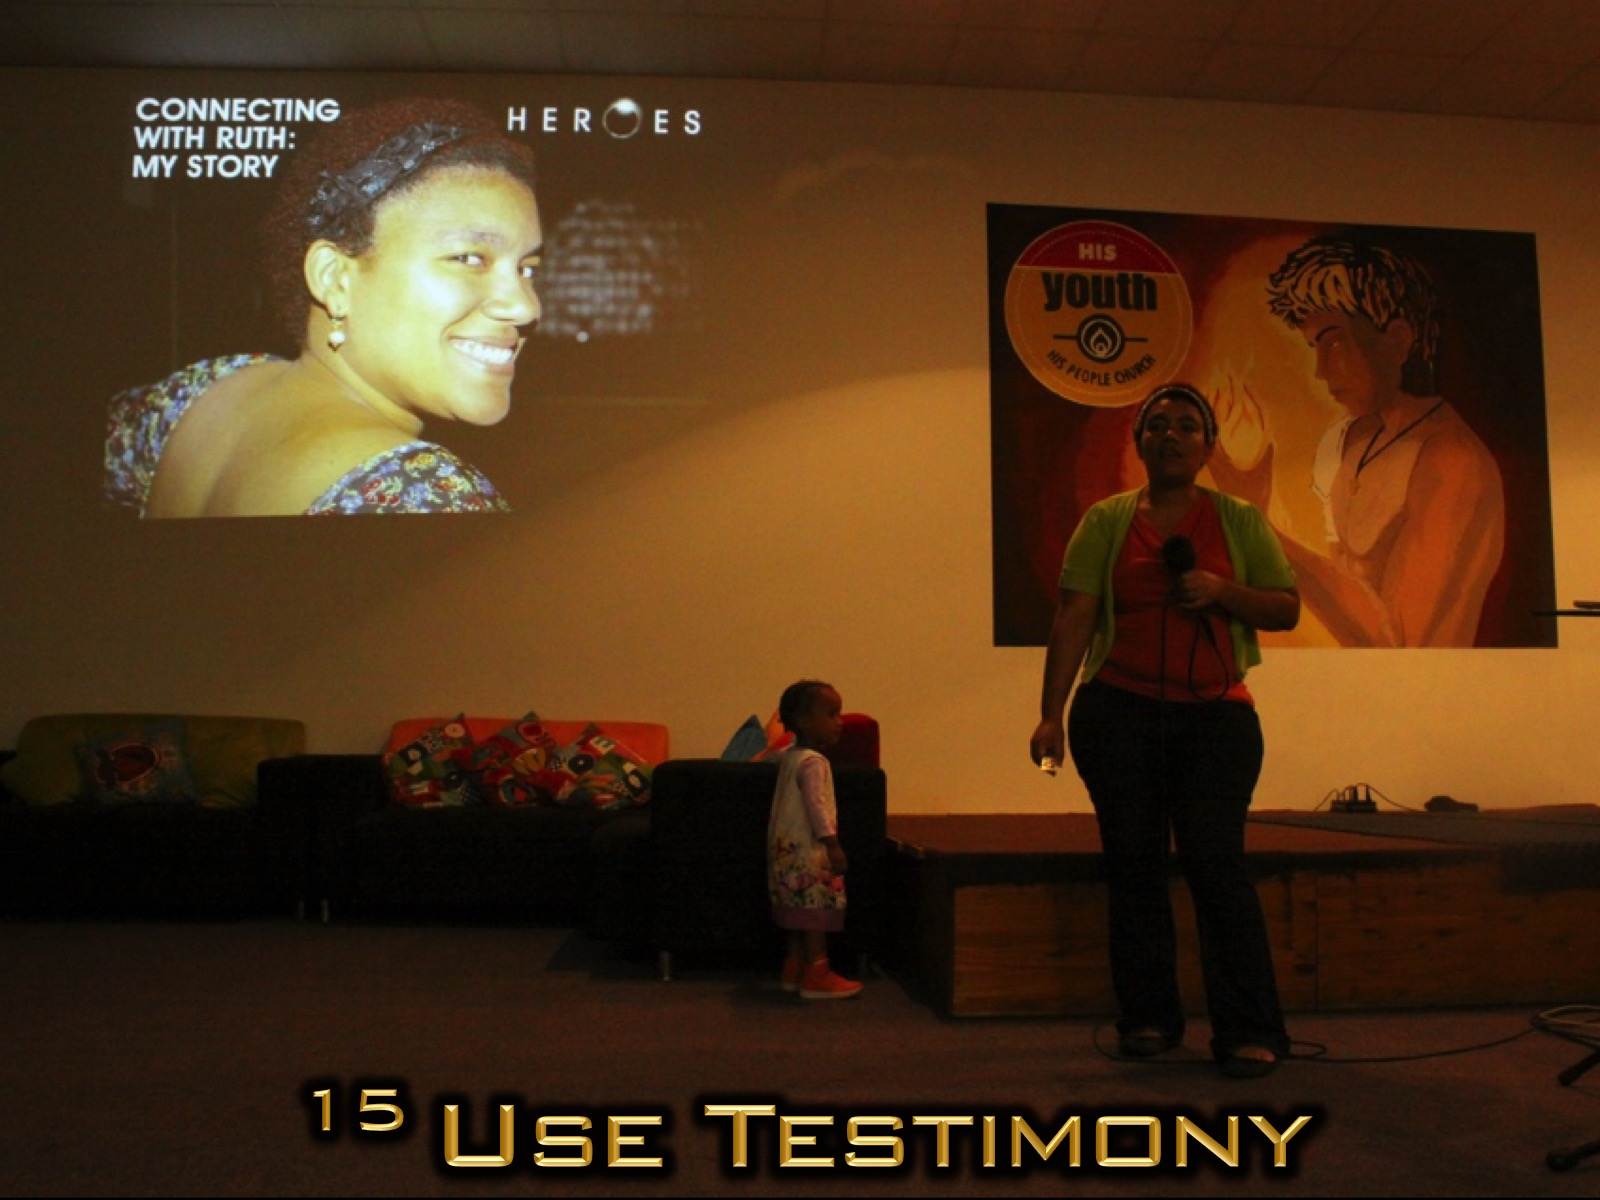 CONNECTING
WITH RUTH:
MY STORY
HEROES
HIS
youth
HIS PEOPLE CHURCH
15 USE TESTIMONY